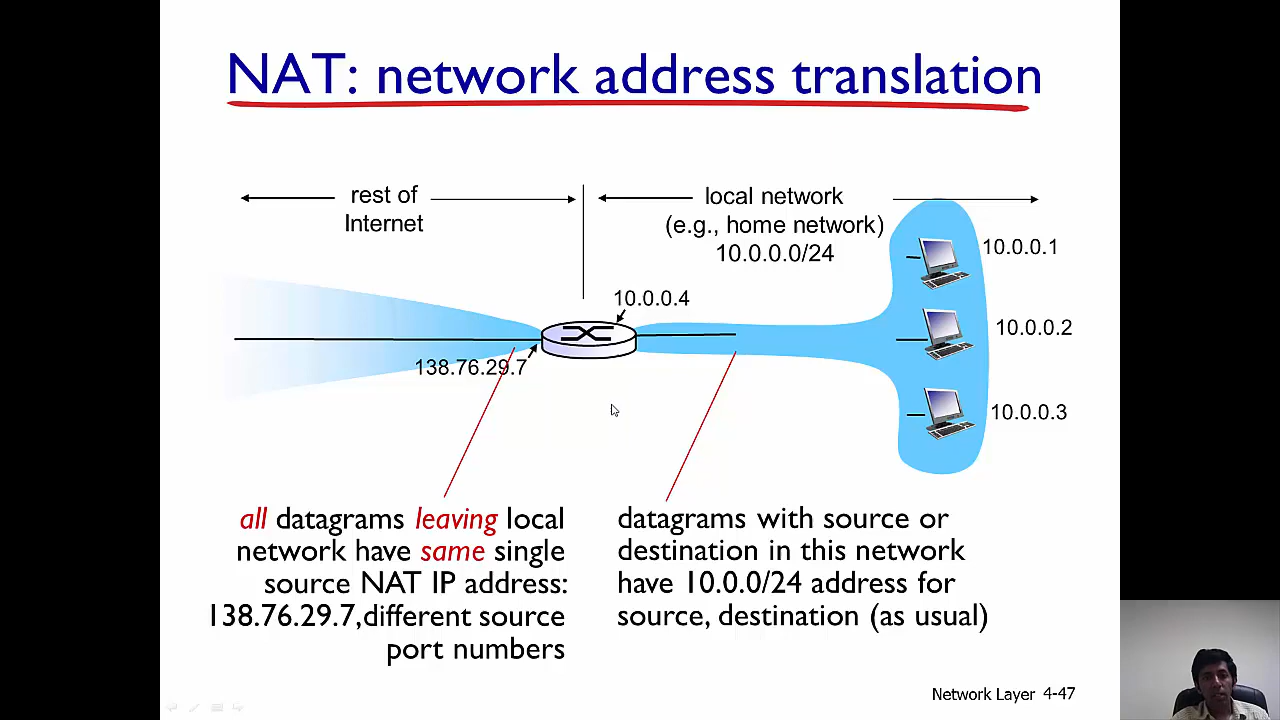 NAT: network address translation
rest of
Internet
local network
(e.g., home network)
10.0.0.0/24
10.0.0.1
10.0.0.4
10.0.0.2
138.76.29.7
10.0.0.3
all datagrams leaving local
network have same single
source NAT IP address:
138.76.29.7,different source
port numbers
datagrams with source or
destination in this network
have 10.0.0/24 address for
source, destination (as usual)
Network Layer 4-47